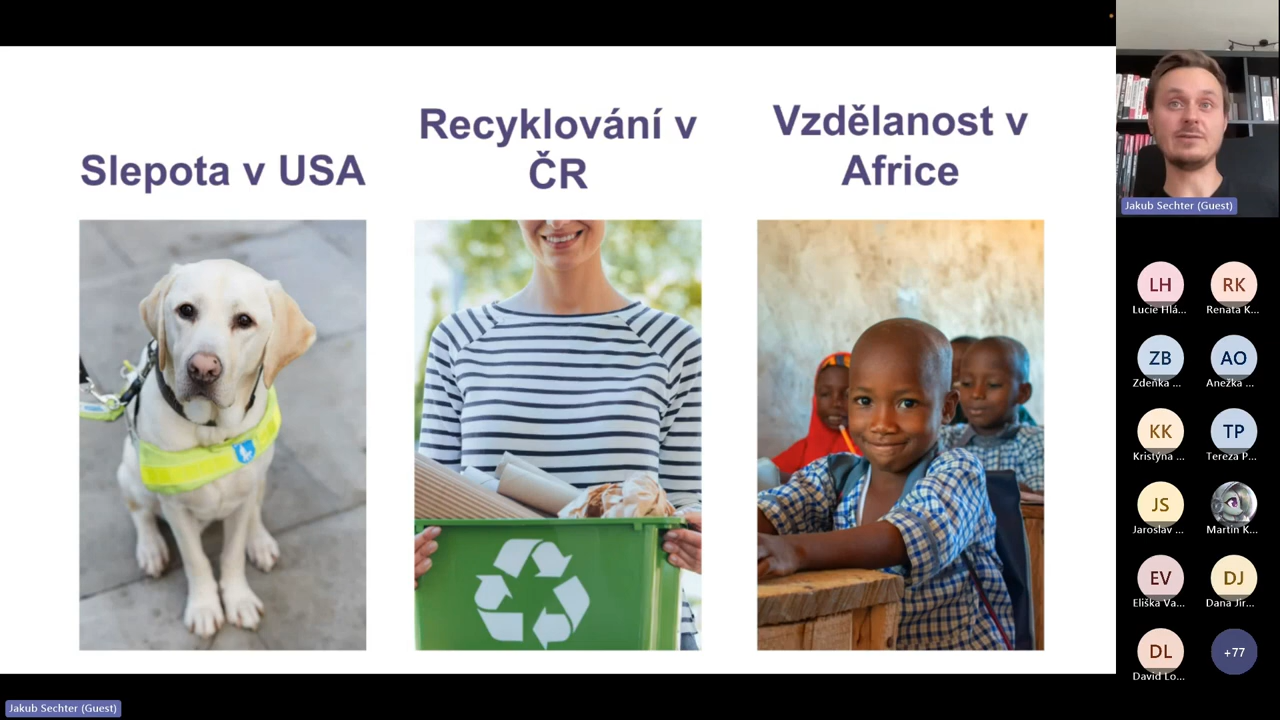 Slepota v USA
Recyklování v
ČR
Vzdělanost v
Africe
Jakub Sechter (Guest)
LH
RK
Lucie Hlá...
Renata K...
ZB
AO
Zdeňka ...
Anežka ...
KK
TP
Kristýna ...
Tereza P...
JS
Jaroslav ...
Martin K...
EV
DJ
Eliška Va...
Dana Jir...
DL
+77
David Lo...
Jakub Sechter (Guest)